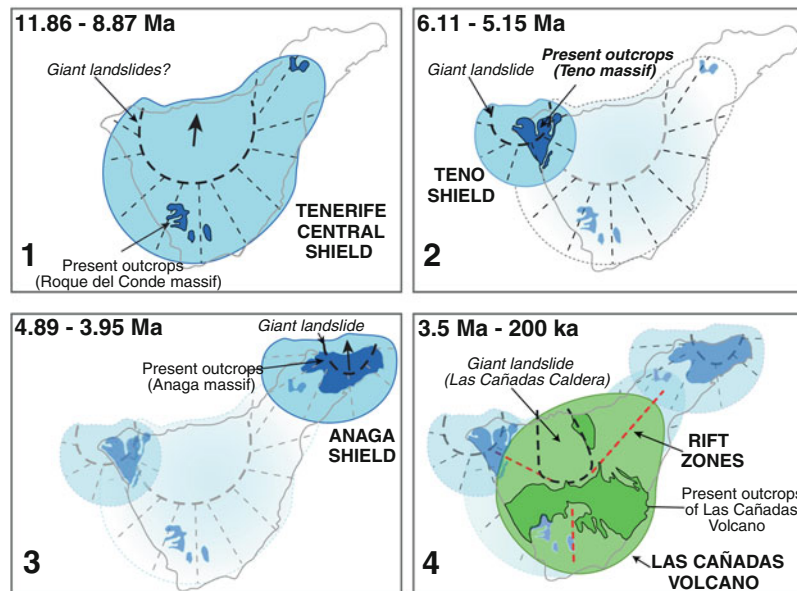 11.86 - 8.87 Ma
Giant landslides?
TENERIFE
CENTRAL
SHIELD
1
Present outcrops
(Roque del Conde massif)
6.11 - 5.15 Ma
Present outcrops
(Teno massif)
Giant landslide
TENO
SHIELD
2
4.89 - 3.95 Ma
Giant landslide
Present outcrops
(Anaga massif)
ANAGA
SHIELD
3
3.5 Ma - 200 ka
Giant landslide
(Las Cañadas Caldera)
RIFT
ZONES
Present outcrops
of Las Cañadas
Volcano
4
LAS CAÑADAS
VOLCANO